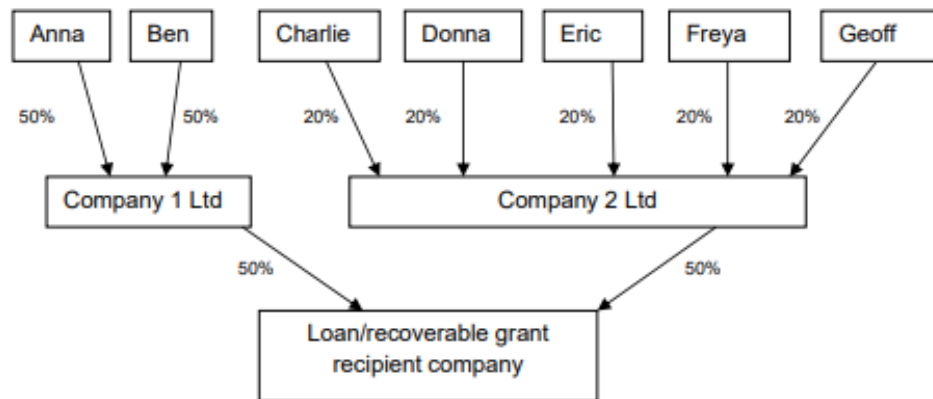 Anna
Ben
Charlie
Donna
Eric
Freya
Geoff
50%
50%
20%
20%
20%
20%
20%
Company 1 Ltd
Company 2 Ltd
50%
50%
Loan/recoverable grant
recipient company